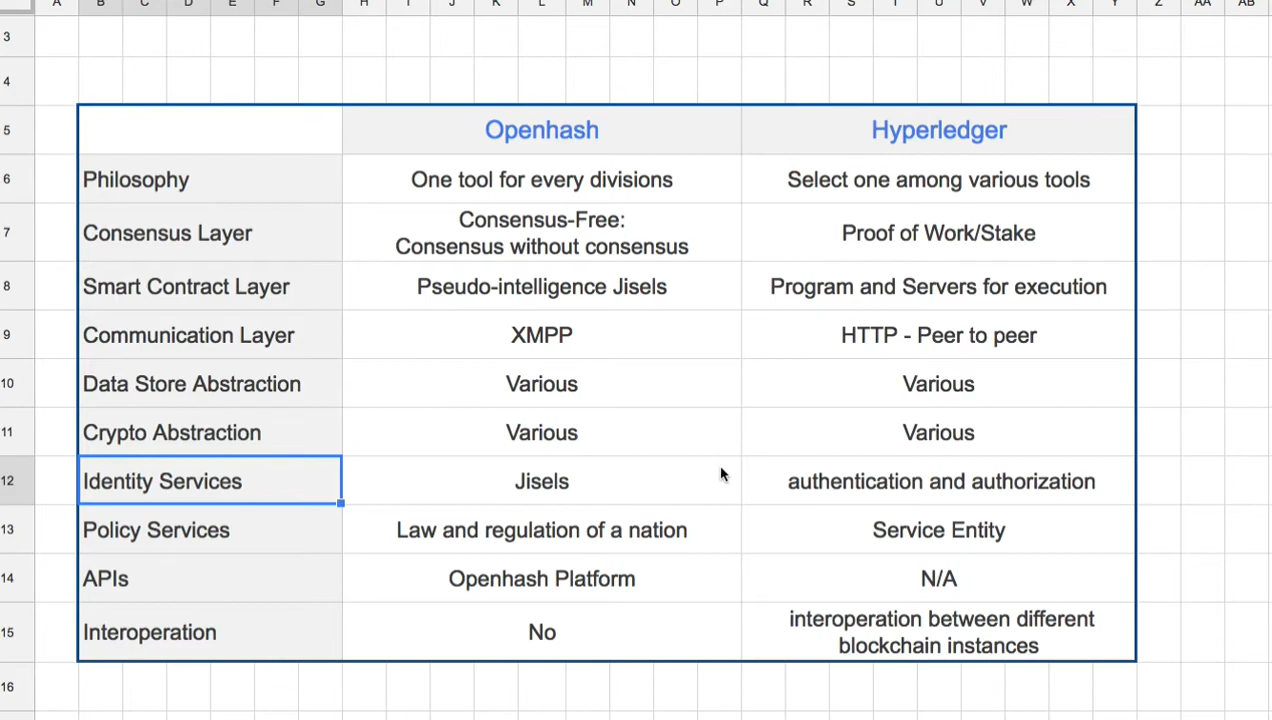 A B C D E F G H I J K L M N O P Q R S T U V W X Y Z AA AB
3
4
5 Openhash Hyperledger
6 Philosophy One tool for every divisions Select one among various tools
7 Consensus Layer Consensus-Free:
Consensus without consensus Proof of Work/Stake
8 Smart Contract Layer Pseudo-intelligence Jisels Program and Servers for execution
9 Communication Layer XMPP HTTP - Peer to peer
10 Data Store Abstraction Various Various
11 Crypto Abstraction Various Various
12 Identity Services Jisels authentication and authorization
13 Policy Services Law and regulation of a nation Service Entity
14 APIs Openhash Platform N/A
15 Interoperation No interoperation between different
blockchain instances
16